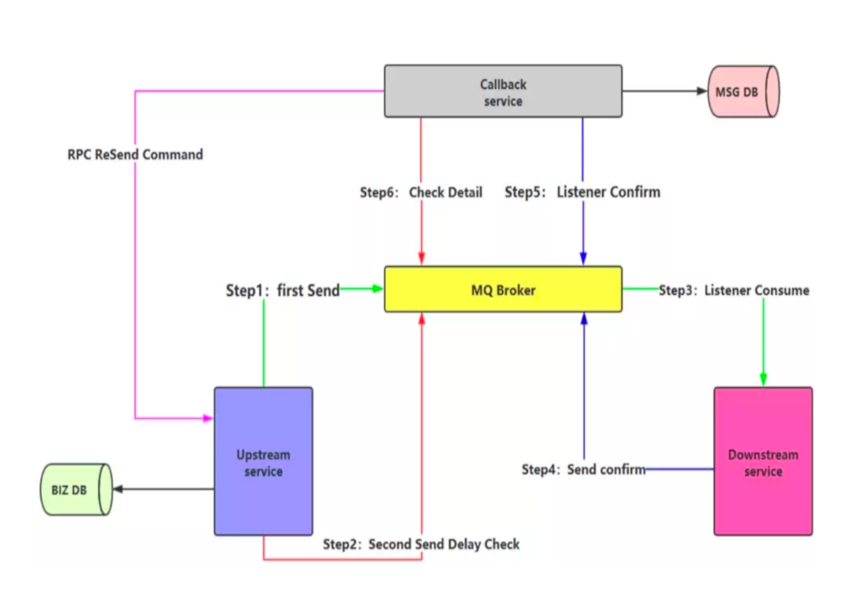 Callback
service
MSG DB
RPC ReSend Command
Step6： Check Detail
Step5： Listener Confirm
Step1：first Send
MQ Broker
Step3：Listener Consume
Upstream
service
Downstream
service
BIZ DB
Step4：Send confirm
Step2：Second Send Delay Check